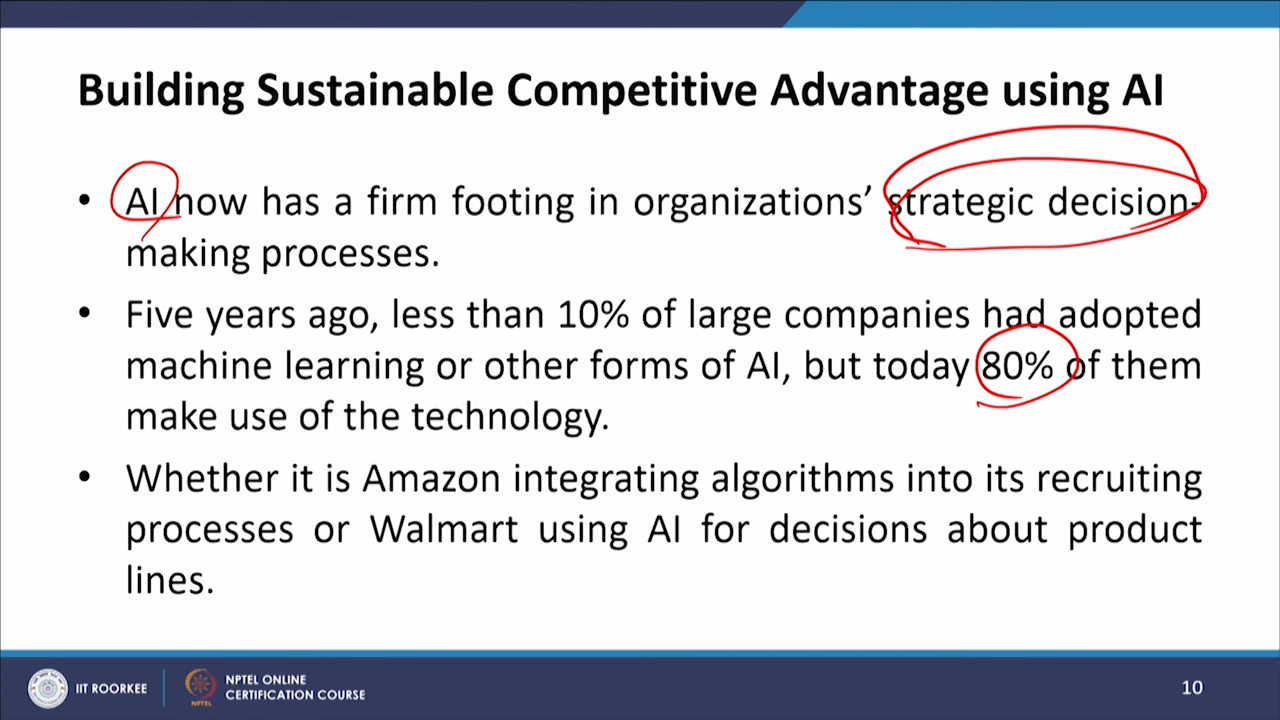 Building Sustainable Competitive Advantage using AI
• AI now has a firm footing in organizations’ strategic decision-
making processes.
• Five years ago, less than 10% of large companies had adopted
machine learning or other forms of AI, but today 80% of them
make use of the technology.
• Whether it is Amazon integrating algorithms into its recruiting
processes or Walmart using AI for decisions about product
lines.
IIT ROORKEE
NPTEL
NPTEL ONLINE
CERTIFICATION COURSE
10